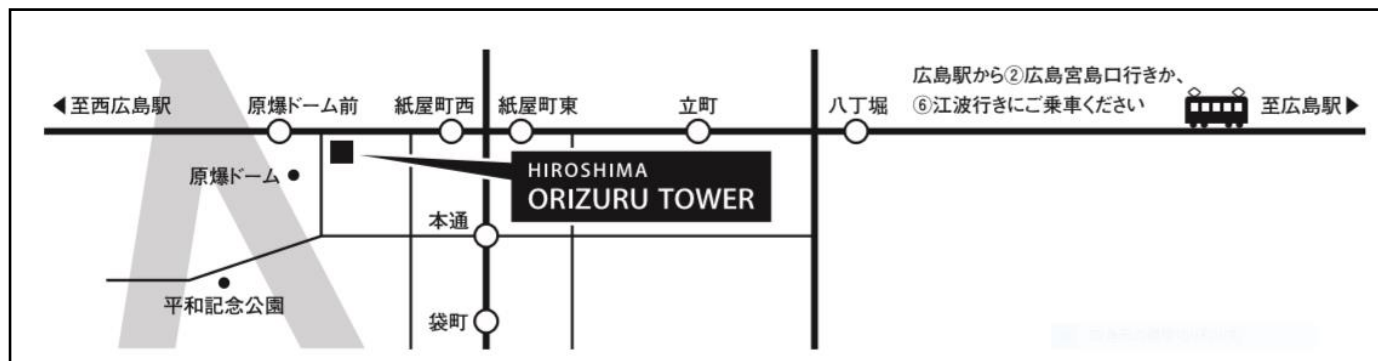 広島駅から②広島宮島口行きか、
⑥江波行きにご乗車ください
◀至西広島駅
原爆ドーム前
紙屋町西
紙屋町東
立町
八丁堀
至広島駅▶
原爆ドーム
HIROSHIMA
ORIZURU TOWER
本通
平和記念公園
袋町